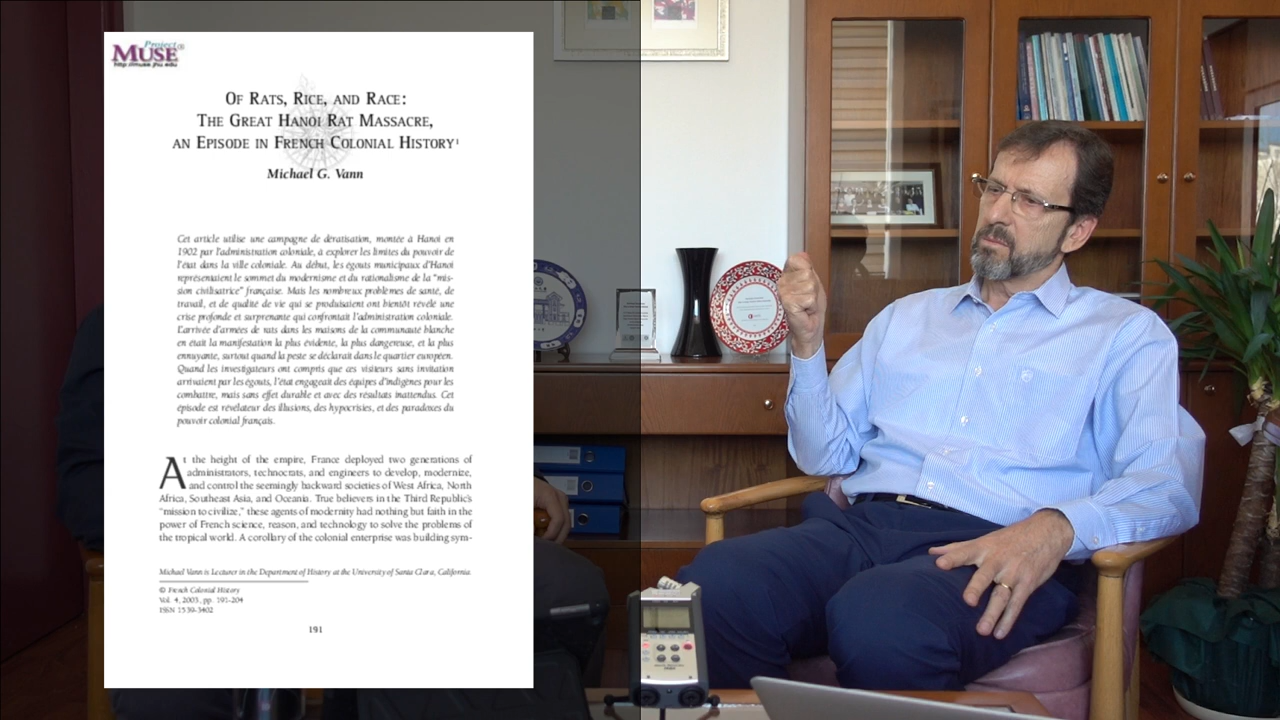 Project
MUSE®
http://muse.jhu.edu
OF RATS, RICE, AND RACE:
THE GREAT HANOI RAT MASSACRE,
AN EPISODE IN FRENCH COLONIAL HISTORY¹
Michael G. Vann
Cet article utilise une campagne de dératisation, montée à Hanoi en
1902 par l'administration coloniale, à explorer les limites du pouvoir de
l'état dans la ville coloniale. Au début, les égouts municipaux d'Hanoi
représentaient le sommet du modernisme et du rationalisme de la "mis-
sion civilisatrice" française. Mais les nombreux problèmes de santé, de
travail, et de qualité de vie qui se produisaient ont bientôt révélé une
crise profonde et surprenante qui confrontait l'administration coloniale.
L'arrivée d'armées de rats dans les maisons de la communauté blanche
en était la manifestation la plus évidente, la plus dangereuse, et la plus
ennuyante, surtout quand la peste se déclarait dans le quartier européen.
Quand les investigateurs ont compris que ces visiteurs sans invitation
arrivaient par les égouts, l'état engageait des équipes d'indigènes pour les
combattre, mais sans effet durable et avec des résultats inattendus. Cet
épisode est révélateur des illusions, des hypocrisies, et des paradoxes du
pouvoir colonial français.
At the height of the empire, France deployed two generations of
administrators, technocrats, and engineers to develop, modernize,
and control the seemingly backward societies of West Africa, North
Africa, Southeast Asia, and Oceania. True believers in the Third Republic's
"mission to civilize," these agents of modernity had nothing but faith in the
power of French science, reason, and technology to solve the problems of
the tropical world. A corollary of the colonial enterprise was building sym-
Michael Vann is Lecturer in the Department of History at the University of Santa Clara, California.
© French Colonial History
Vol. 4, 2003, pp. 191-204
ISSN 1539-3402
191